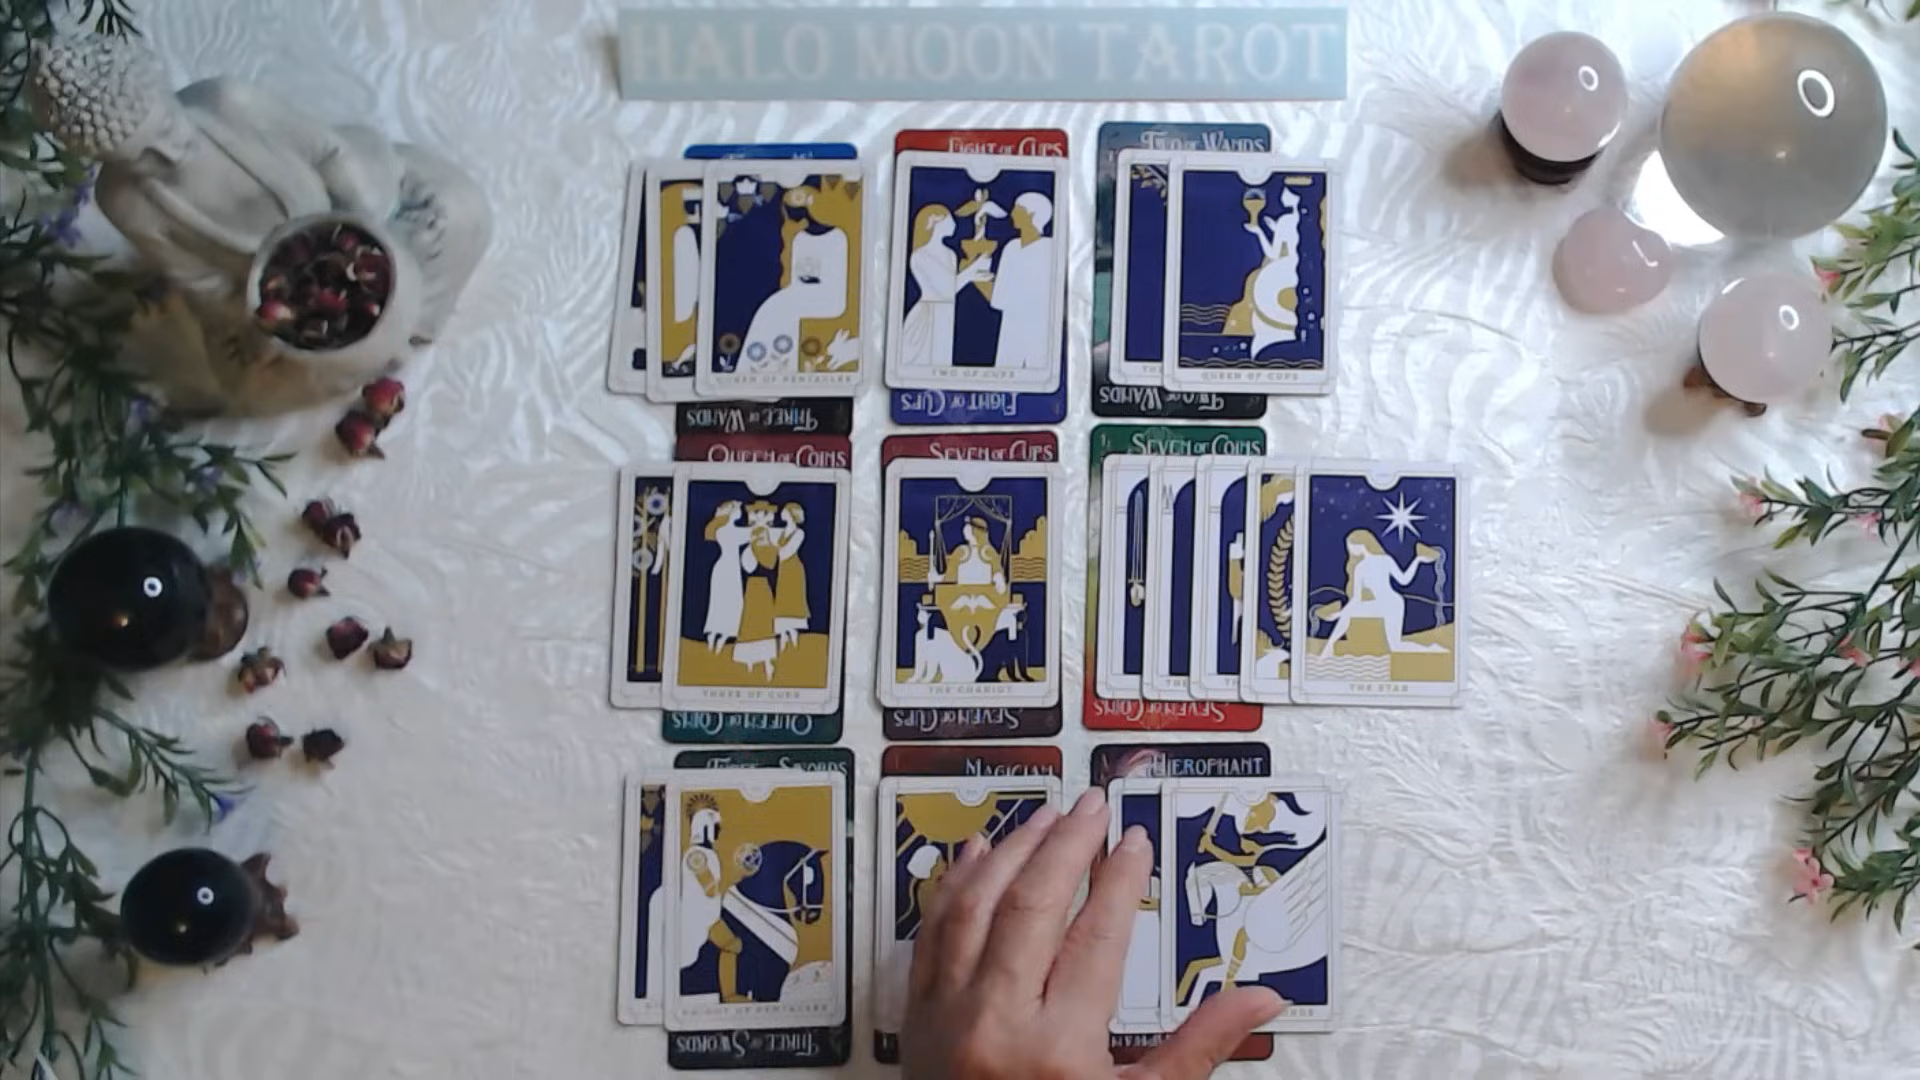 HALO MOON TAROT
EIGHT OF CUPS
TWO OF WANDS
QUEEN OF PENTACLES
TWO OF CUPS
QUEEN OF CUPS
THREE OF WANDS
EIGHT OF CUPS
TWO OF WANDS
QUEEN OF COINS
SEVEN OF CUPS
SEVEN OF COINS
THREE OF CUPS
THE CHARIOT
THE STAR
QUEEN OF COINS
SEVEN OF CUPS
SEVEN OF COINS
THREE OF SWORDS
MAGICIAN
HIEROPHANT
KNIGHT OF PENTACLES
THREE OF SWORDS